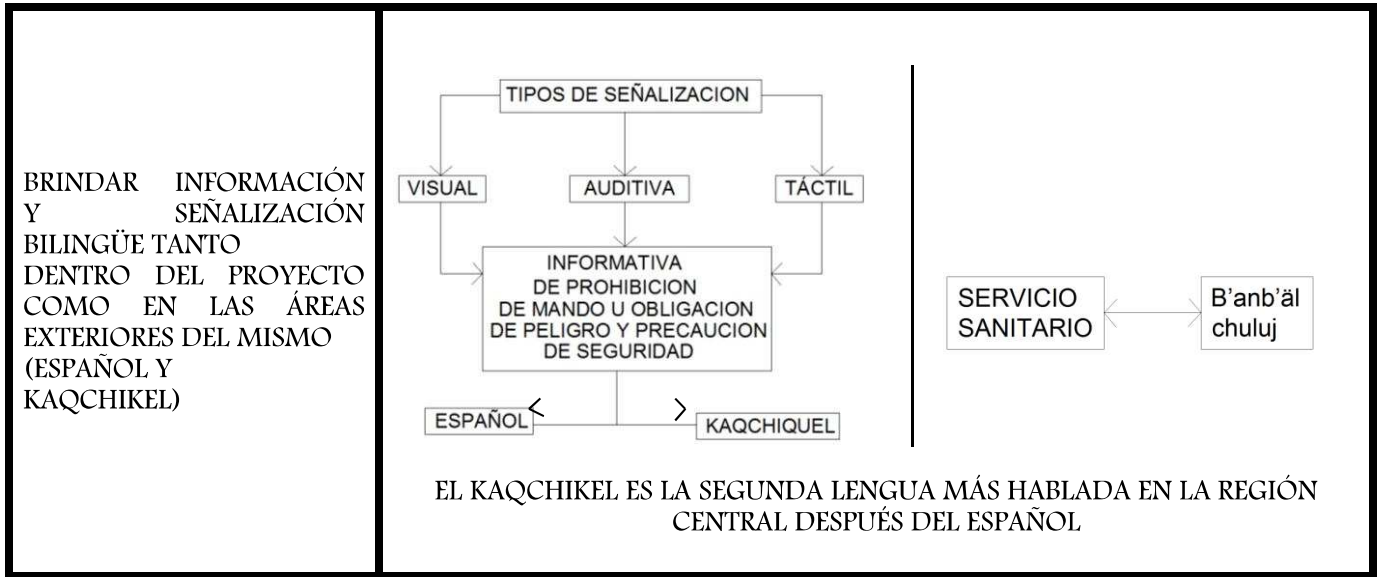 BRINDAR INFORMACIÓN
Y SEÑALIZACIÓN
BILINGÜE TANTO
DENTRO DEL PROYECTO
COMO EN LAS ÁREAS
EXTERIORES DEL MISMO
(ESPAÑOL Y
KAQCHIKEL)
TIPOS DE SEÑALIZACION
VISUAL
AUDITIVA
TÁCTIL
INFORMATIVA
DE PROHIBICION
DE MANDO U OBLIGACION
DE PELIGRO Y PRECAUCION
DE SEGURIDAD
ESPAÑOL
KAQCHIQUEL
SERVICIO
SANITARIO
B'anb'äl
chuluj
EL KAQCHIKEL ES LA SEGUNDA LENGUA MÁS HABLADA EN LA REGIÓN
CENTRAL DESPUÉS DEL ESPAÑOL